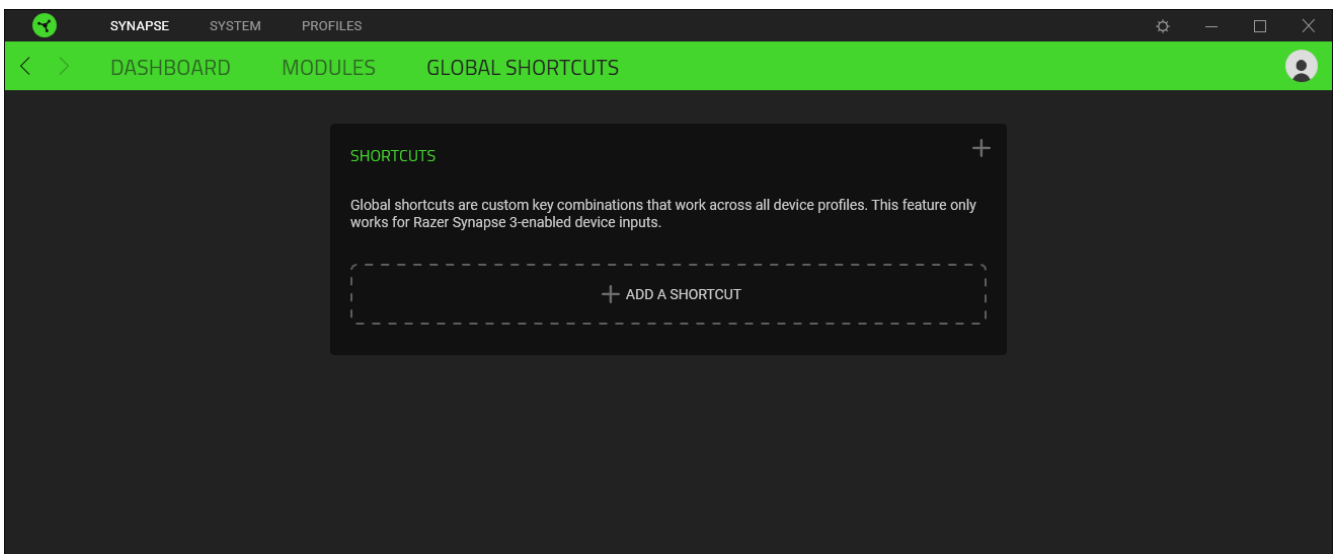 SYNAPSE SYSTEM PROFILES
DASHBOARD MODULES GLOBAL SHORTCUTS
SHORTCUTS
Global shortcuts are custom key combinations that work across all device profiles. This feature only
works for Razer Synapse 3-enabled device inputs.
ADD A SHORTCUT